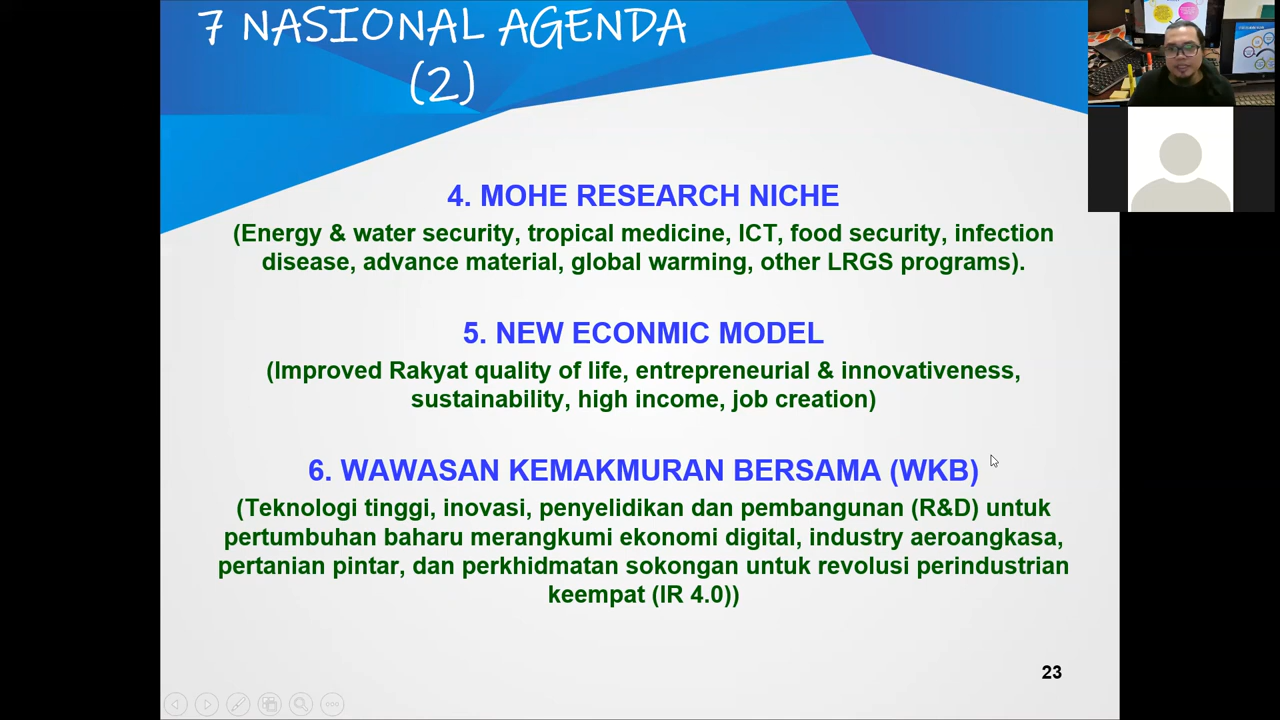 7 NASIONAL AGENDA
(2)
4. MOHE RESEARCH NICHE
(Energy & water security, tropical medicine, ICT, food security, infection
disease, advance material, global warming, other LRGS programs).
5. NEW ECONMIC MODEL
(Improved Rakyat quality of life, entrepreneurial & innovativeness,
sustainability, high income, job creation)
6. WAWASAN KEMAKMURAN BERSAMA (WKB)
(Teknologi tinggi, inovasi, penyelidikan dan pembangunan (R&D) untuk
pertumbuhan baharu merangkumi ekonomi digital, industry aeroangkasa,
pertanian pintar, dan perkhidmatan sokongan untuk revolusi perindustrian
keempat (IR 4.0))
23